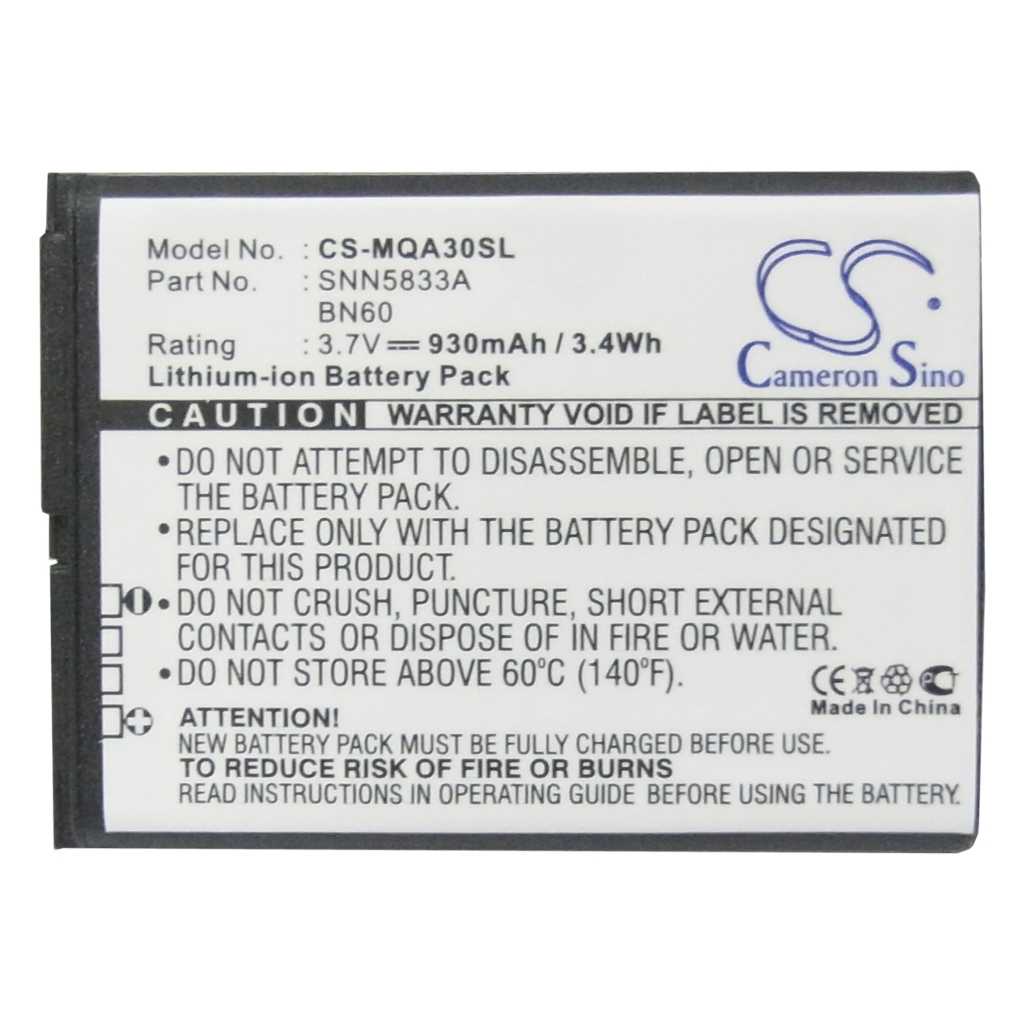 Model No. : CS-MQA30SL
Part No. : SNN5833A
BN60
Rating : 3.7V 930mAh / 3.4Wh
Lithium-ion Battery Pack
CS
Cameron Sino
CAUTION WARRANTY VOID IF LABEL IS REMOVED
•DO NOT ATTEMPT TO DISASSEMBLE, OPEN OR SERVICE
THE BATTERY PACK.
•REPLACE ONLY WITH THE BATTERY PACK DESIGNATED
FOR THIS PRODUCT.
•DO NOT CRUSH, PUNCTURE, SHORT EXTERNAL
CONTACTS OR DISPOSE OF IN FIRE OR WATER.
•DO NOT STORE ABOVE 60°C (140°F).
CE
Made In China
ATTENTION!
NEW BATTERY PACK MUST BE FULLY CHARGED BEFORE USE.
TO REDUCE RISK OF FIRE OR BURNS
READ INSTRUCTIONS IN OPERATING GUIDE BEFORE USING THE BATTERY.